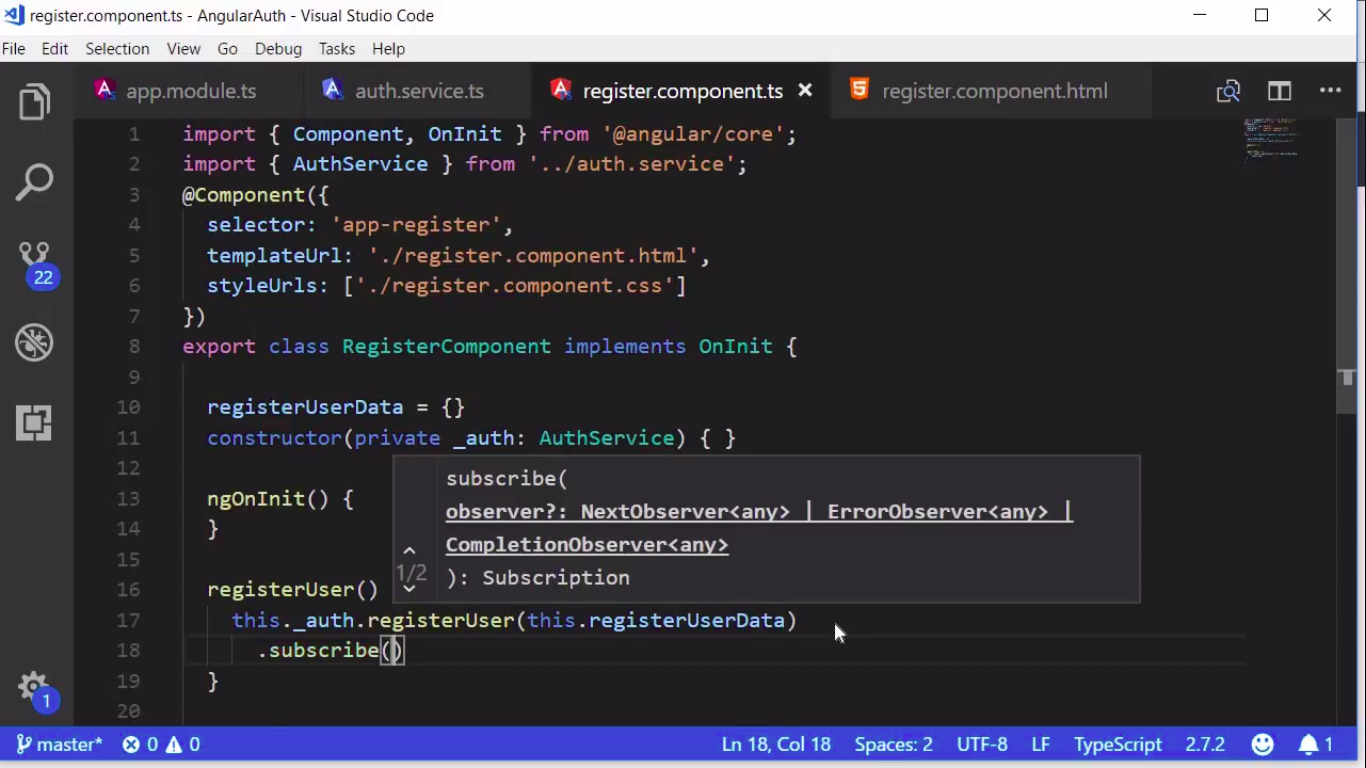 register.component.ts - AngularAuth - Visual Studio Code
File Edit Selection View Go Debug Tasks Help
app.module.ts auth.service.ts register.component.ts register.component.html
1 import { Component, OnInit } from '@angular/core';
2 import { AuthService } from '../auth.service';
3 @Component({
4 selector: 'app-register',
5 templateUrl: './register.component.html',
6 styleUrls: ['./register.component.css']
7 })
8 export class RegisterComponent implements OnInit {
9
10 registerUserData = {}
11 constructor(private _auth: AuthService) { }
12
subscribe(
13 ngOnInit() {
observer?: NextObserver<any> | ErrorObserver<any> |
14 }
CompletionObserver<any>
15
1/2
): Subscription
16 registerUser()
17 this._auth.registerUser(this.registerUserData)
18 .subscribe()
19 }
20
22
1
master* 0 0 Ln 18, Col 18 Spaces: 2 UTF-8 LF TypeScript 2.7.2 1